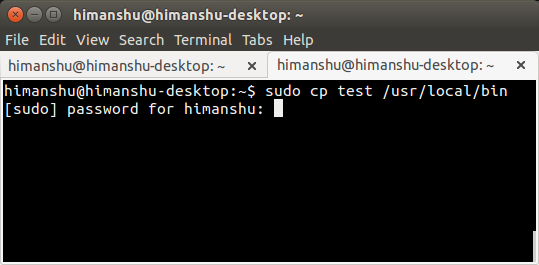 himanshu@himanshu-desktop: ~
File Edit View Search Terminal Tabs Help
himanshu@himanshu-desktop: ~ × himanshu@himanshu-desktop: ~ ×
himanshu@himanshu-desktop:~$ sudo cp test /usr/local/bin
[sudo] password for himanshu: